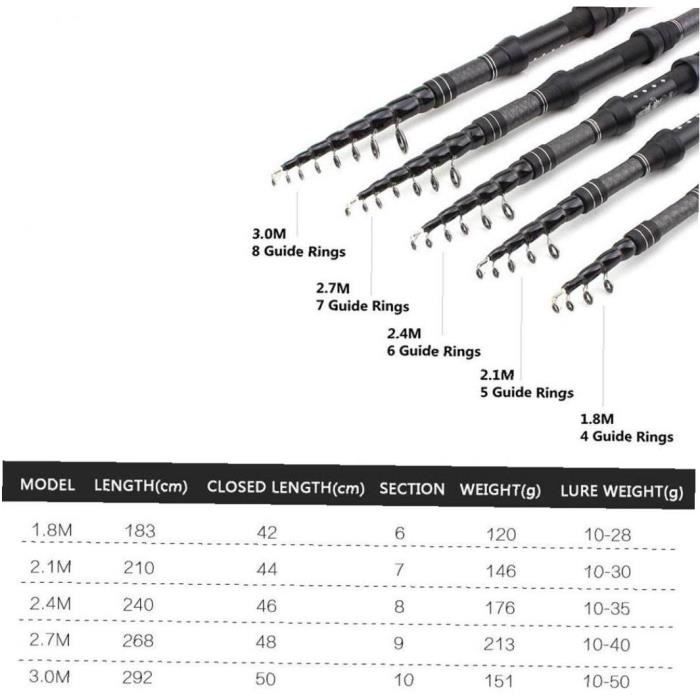 3.0M
8 Guide Rings
2.7M
7 Guide Rings
2.4M
6 Guide Rings
2.1M
5 Guide Rings
1.8M
4 Guide Rings
MODEL LENGTH(cm) CLOSED LENGTH(cm) SECTION WEIGHT(g) LURE WEIGHT(g)
1.8M 183 42 6 120 10-28
2.1M 210 44 7 146 10-30
2.4M 240 46 8 176 10-35
2.7M 268 48 9 213 10-40
3.0M 292 50 10 151 10-50